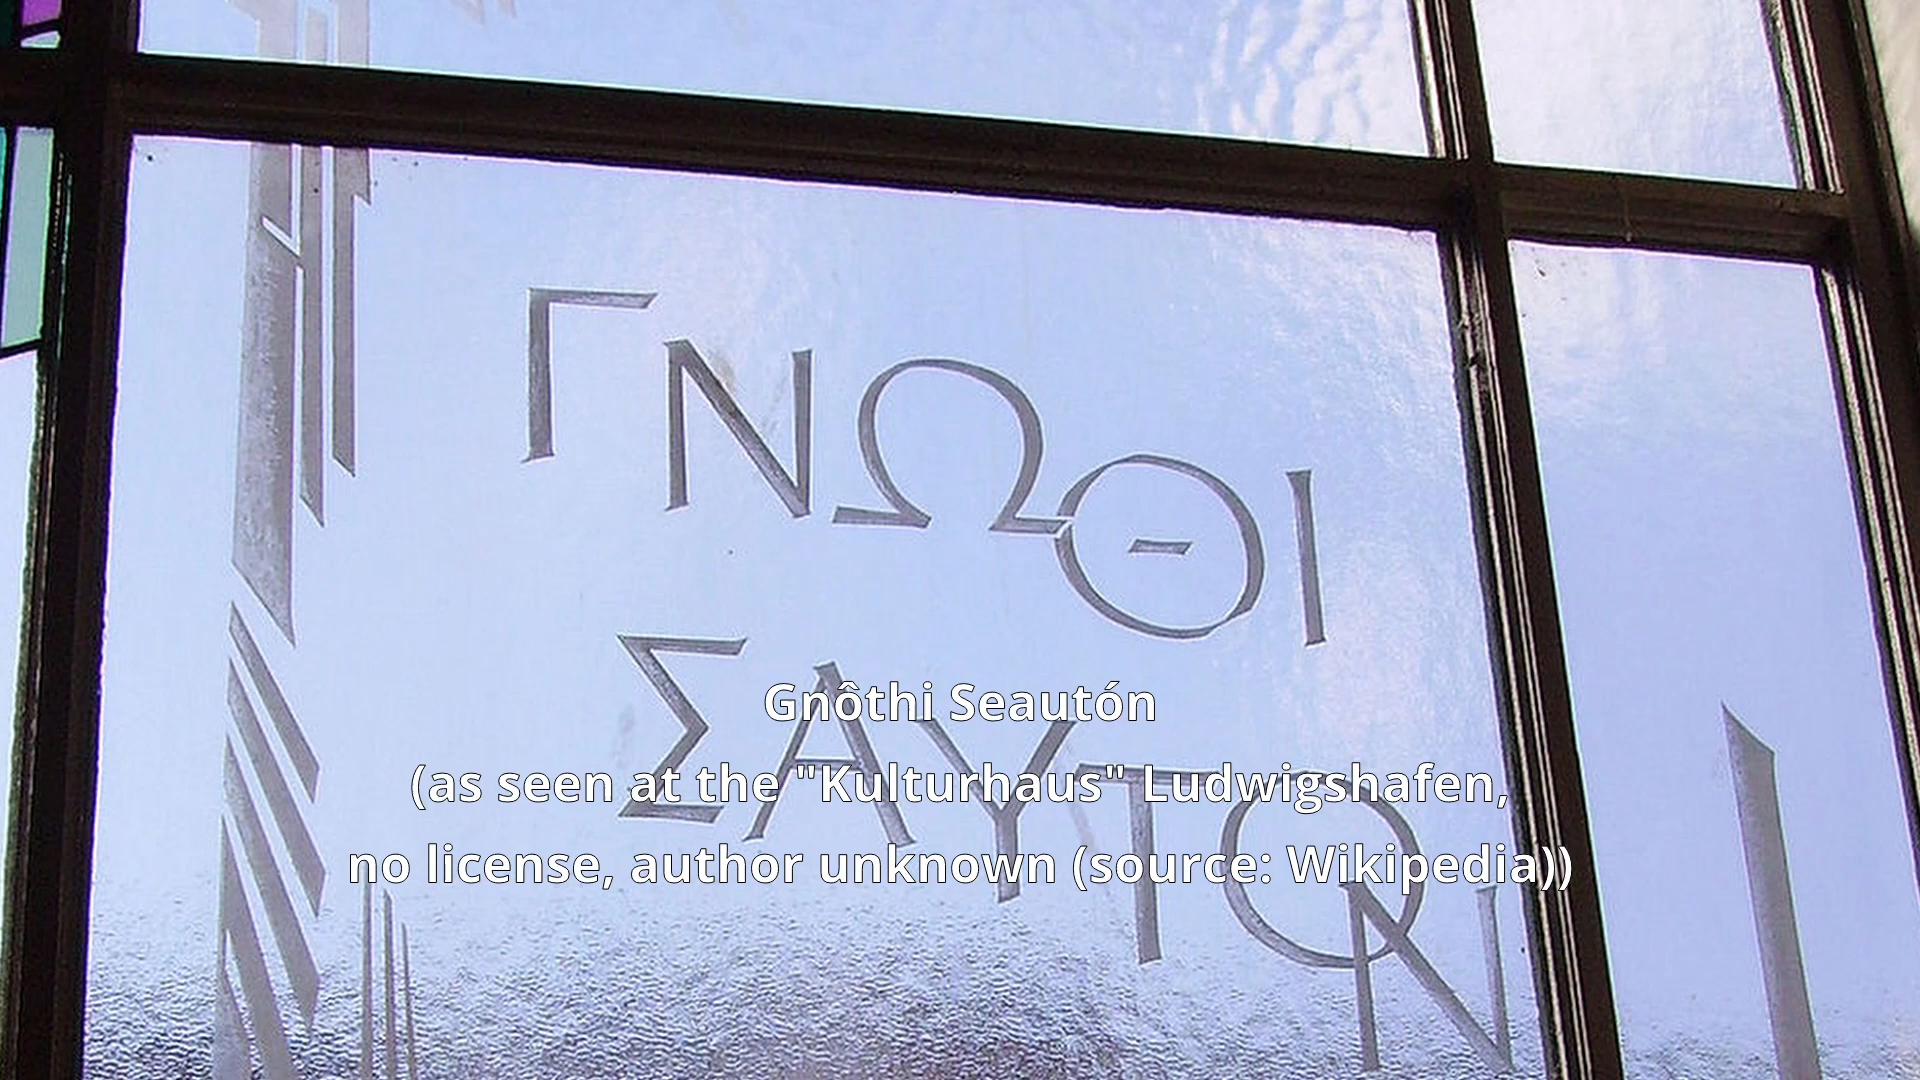 ΓΝΩΘΙ
ΣΑΥΤΟΝ
Gnôthi Seautón
(as seen at the "Kulturhaus" Ludwigshafen,
no license, author unknown (source: Wikipedia))